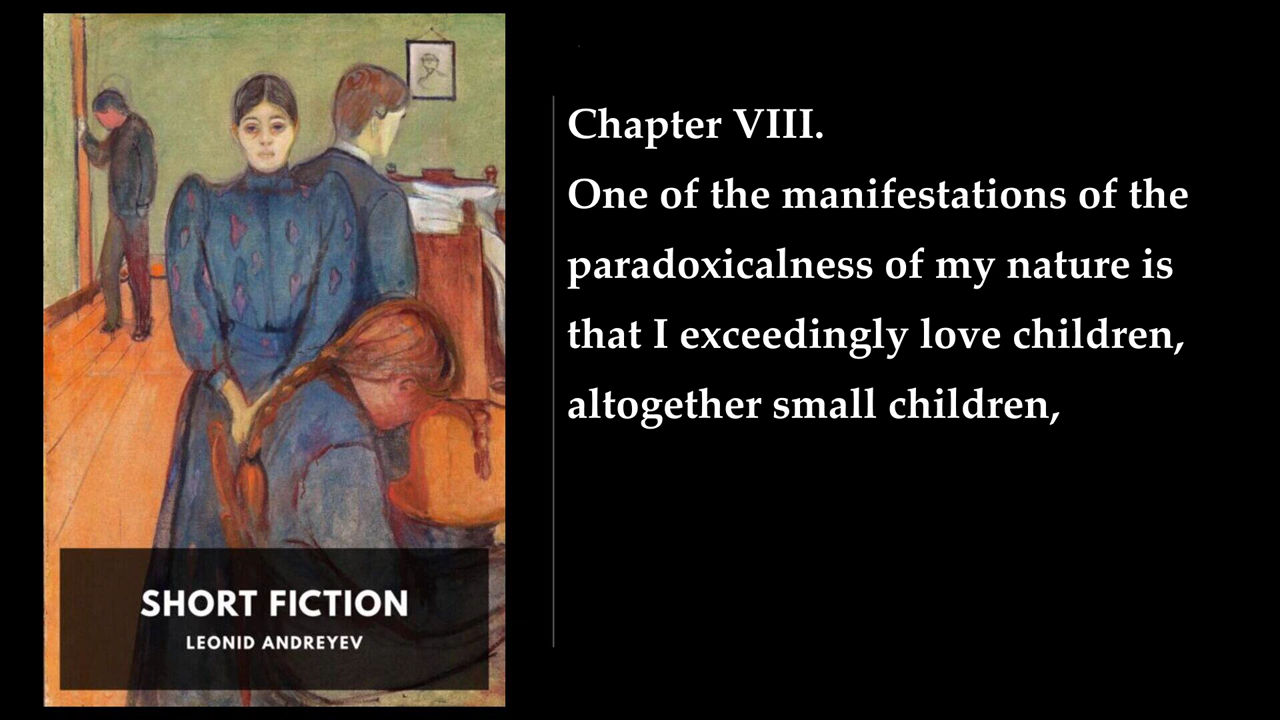 SHORT FICTION
LEONID ANDREYEV
Chapter VIII.
One of the manifestations of the
paradoxicalness of my nature is
that I exceedingly love children,
altogether small children,